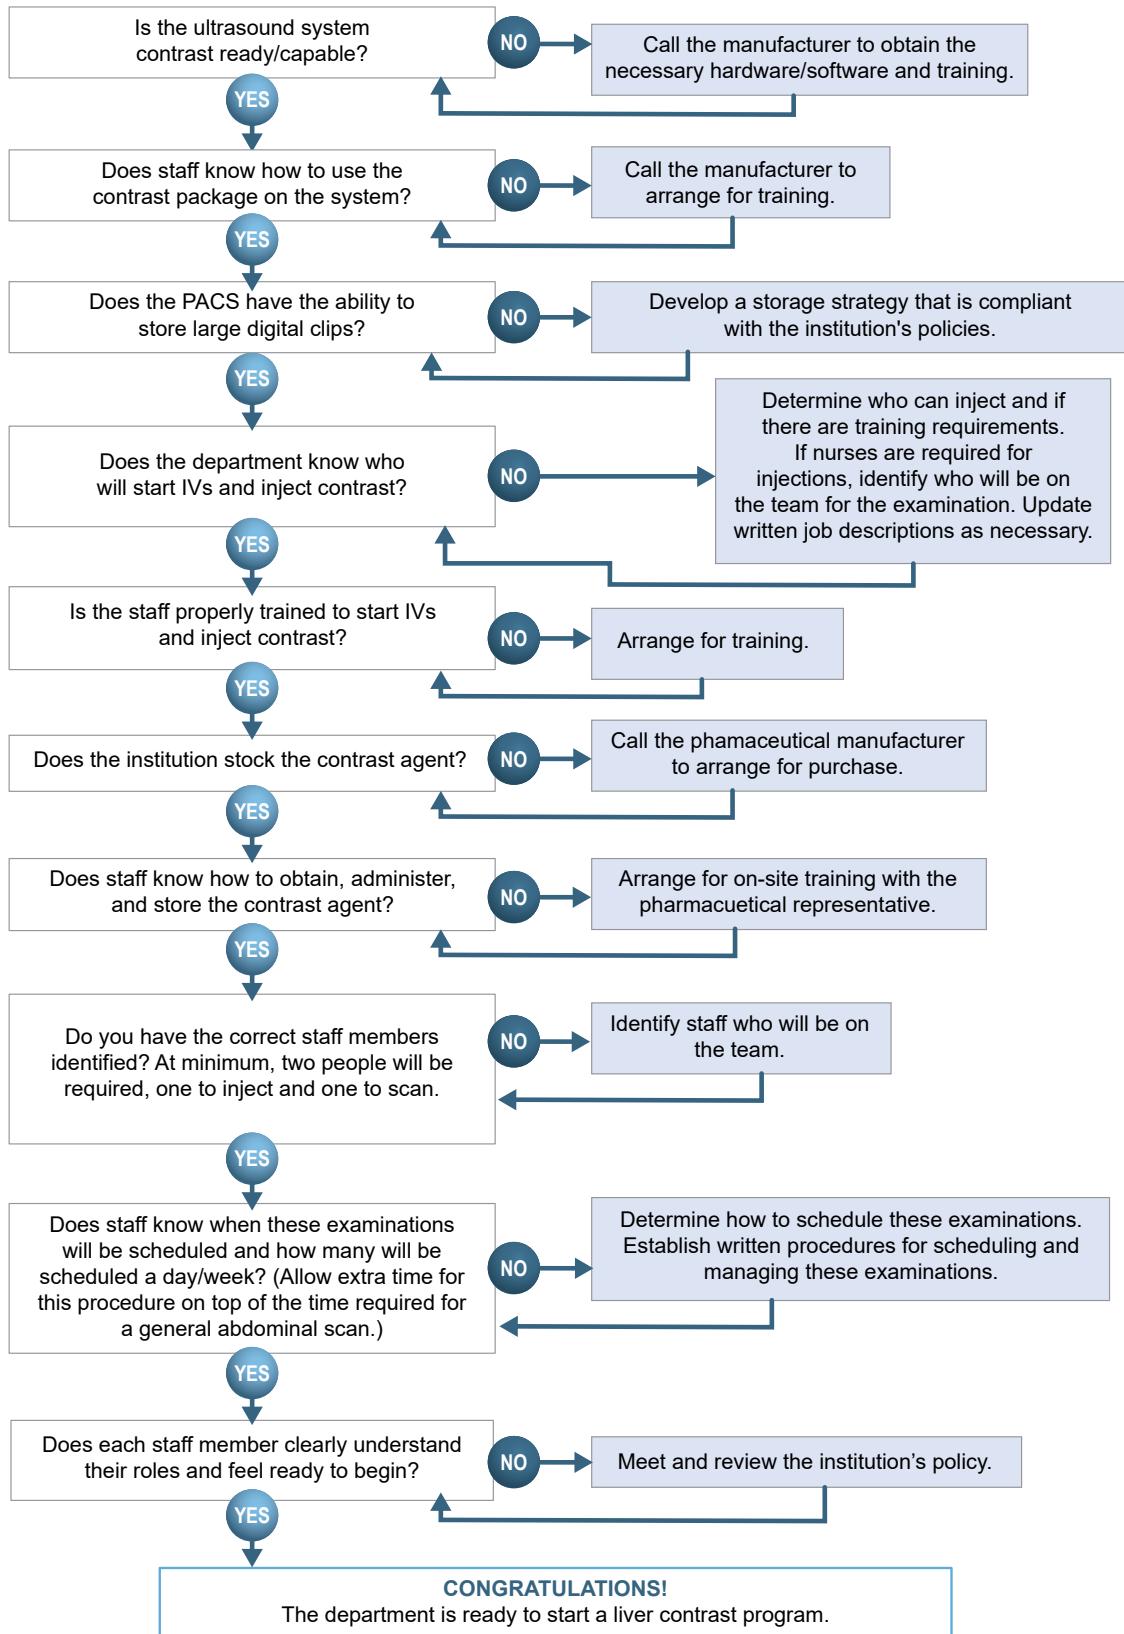 Is the ultrasound system
contrast ready/capable?
NO
Call the manufacturer to obtain the
necessary hardware/software and training.
YES
Does staff know how to use the
contrast package on the system?
NO
Call the manufacturer to
arrange for training.
YES
Does the PACS have the ability to
store large digital clips?
NO
Develop a storage strategy that is compliant
with the institution's policies.
YES
Does the department know who
will start IVs and inject contrast?
NO
Determine who can inject and if
there are training requirements.
If nurses are required for
injections, identify who will be on
the team for the examination. Update
written job descriptions as necessary.
YES
Is the staff properly trained to start IVs
and inject contrast?
NO
Arrange for training.
YES
Does the institution stock the contrast agent?
NO
Call the phamaceutical manufacturer
to arrange for purchase.
YES
Does staff know how to obtain, administer,
and store the contrast agent?
NO
Arrange for on-site training with the
pharmacuetical representative.
YES
Do you have the correct staff members
identified? At minimum, two people will be
required, one to inject and one to scan.
NO
Identify staff who will be on
the team.
YES
Does staff know when these examinations
will be scheduled and how many will be
scheduled a day/week? (Allow extra time for
this procedure on top of the time required for
a general abdominal scan.)
NO
Determine how to schedule these examinations.
Establish written procedures for scheduling and
managing these examinations.
YES
Does each staff member clearly understand
their roles and feel ready to begin?
NO
Meet and review the institution’s policy.
YES
CONGRATULATIONS!
The department is ready to start a liver contrast program.